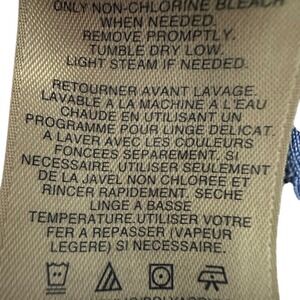 ONLY NON-CHLORINE BLEACH
WHEN NEEDED.
REMOVE PROMPTLY.
TUMBLE DRY LOW.
LIGHT STEAM IF NEEDED.
RETOURNER AVANT LAVAGE.
LAVABLE A LA MACHINE A L'EAU
CHAUDE EN UTILISANT UN
PROGRAMME POUR LINGE DELICAT.
A LAVER AVEC LES COULEURS
FONCEES SEPAREMENT. SI
NECESSAIRE, UTILISER SEULEMENT
DE LA JAVEL NON CHLOREE ET
RINCER RAPIDEMENT. SECHE
LINGE A BASSE
TEMPERATURE.UTILISER VOTRE
FER A REPASSER (VAPEUR
LEGERE) SI NECESSAIRE.